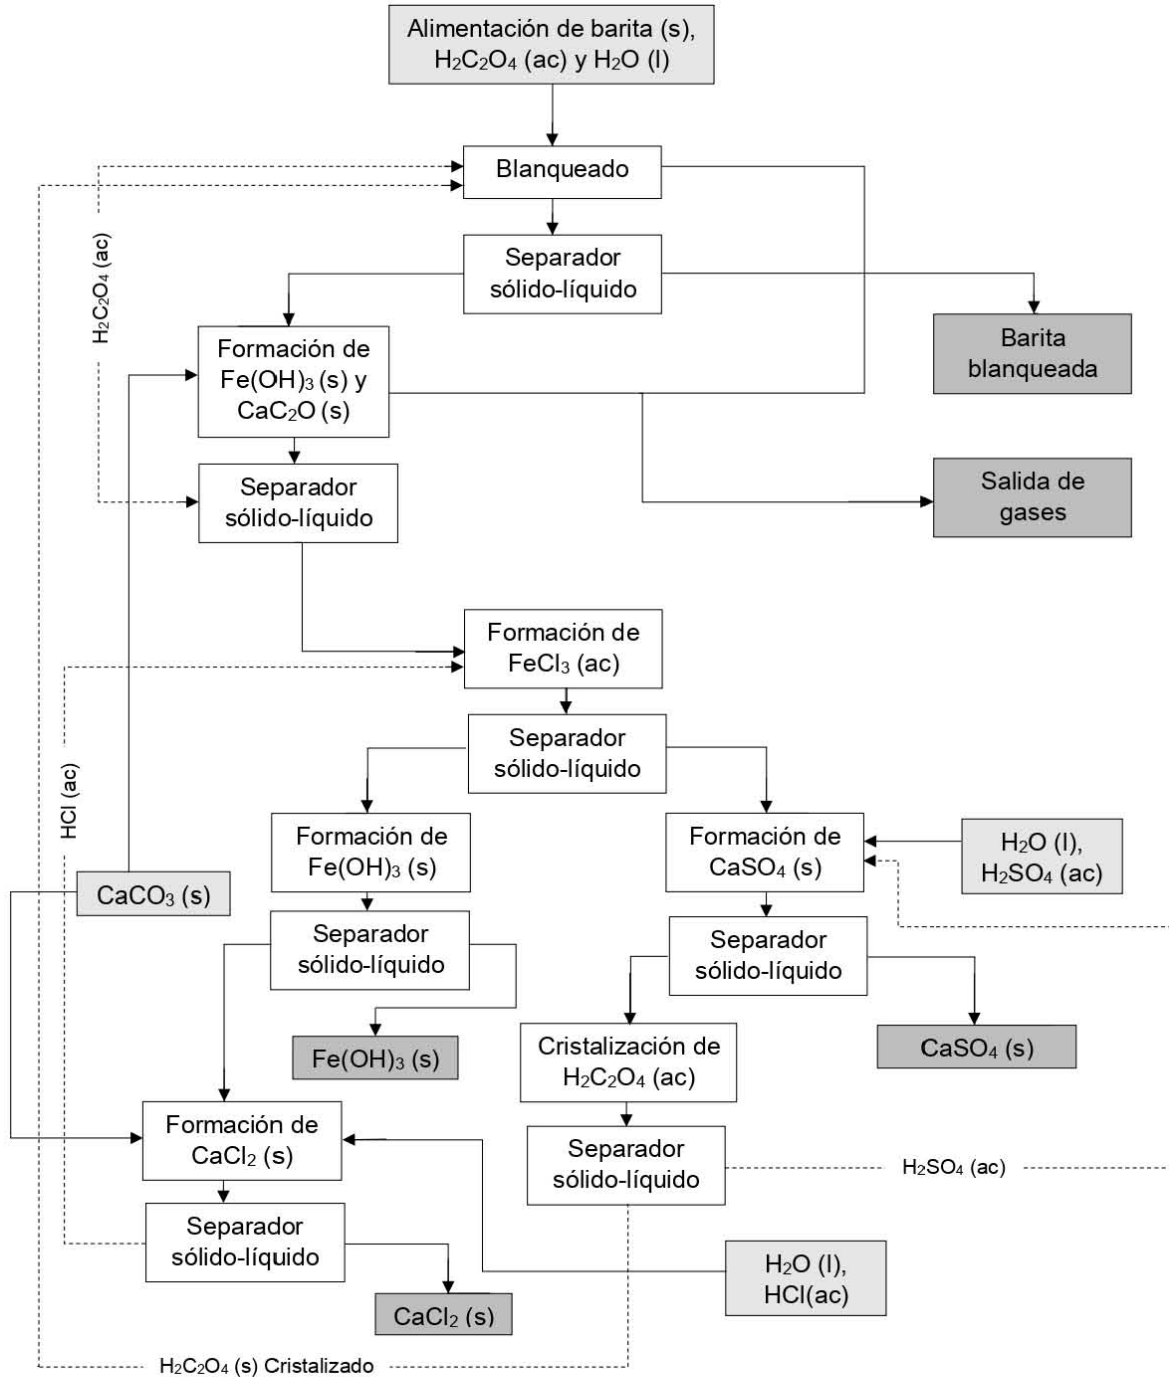 Alimentación de barita (s),
H₂C₂O₄ (ac) y H₂O (l)
Blanqueado
Separador
sólido-líquido
H₂C₂O₄ (ac)
Formación de
Fe(OH)₃ (s) y
CaC₂O (s)
Barita
blanqueada
Separador
sólido-líquido
Salida de
gases
Formación de
FeCl₃ (ac)
Separador
sólido-líquido
HCl (ac)
Formación de
Fe(OH)₃ (s)
Formación de
CaSO₄ (s)
H₂O (l),
H₂SO₄ (ac)
CaCO₃ (s)
Separador
sólido-líquido
Separador
sólido-líquido
Fe(OH)₃ (s)
Cristalización de
H₂C₂O₄ (ac)
CaSO₄ (s)
Formación de
CaCl₂ (s)
Separador
sólido-líquido
H₂SO₄ (ac)
Separador
sólido-líquido
H₂O (l),
HCl(ac)
CaCl₂ (s)
H₂C₂O₄ (s) Cristalizado